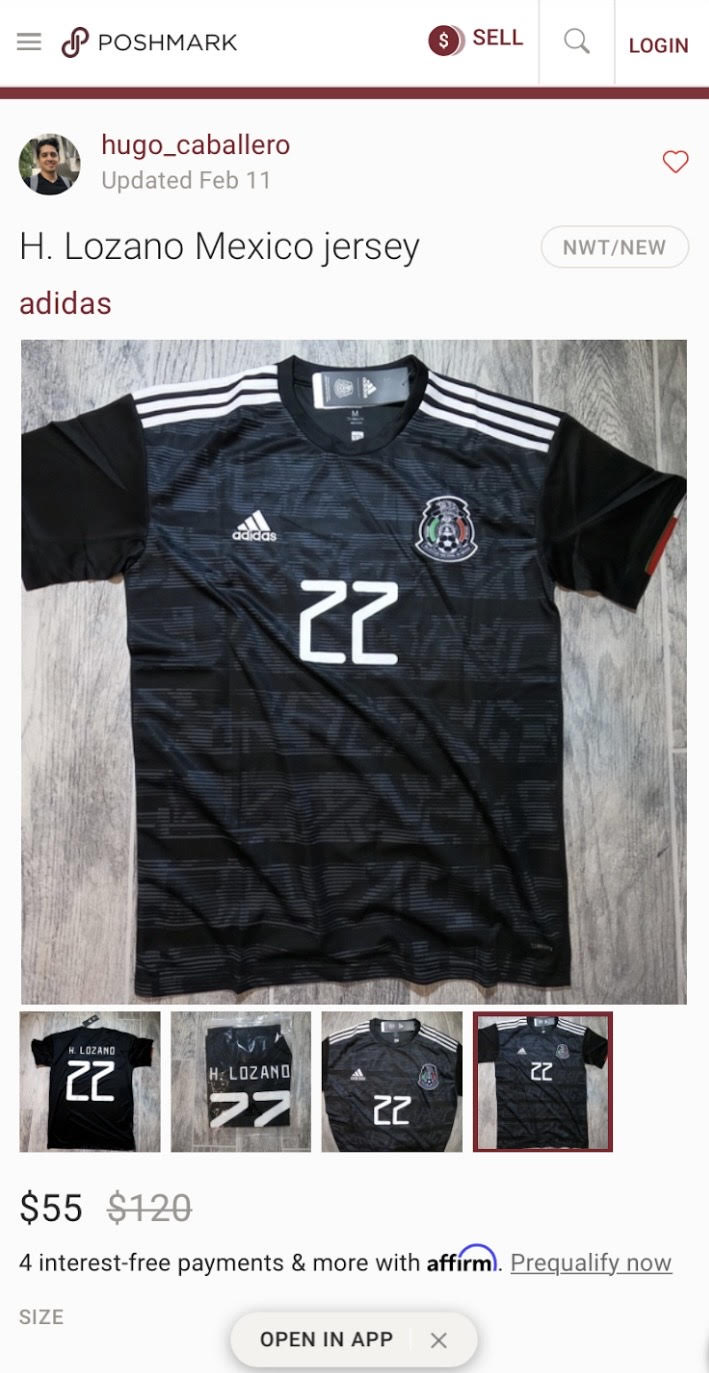 POSHMARK
$ SELL
LOGIN
hugo_caballero
Updated Feb 11
H. Lozano Mexico jersey
NWT/NEW
adidas
M
adidas
22
H. LOZANO
22
H. LOZANO
22
22
22
$55 $120
4 interest-free payments & more with affirm. Prequalify now
SIZE
OPEN IN APP ×